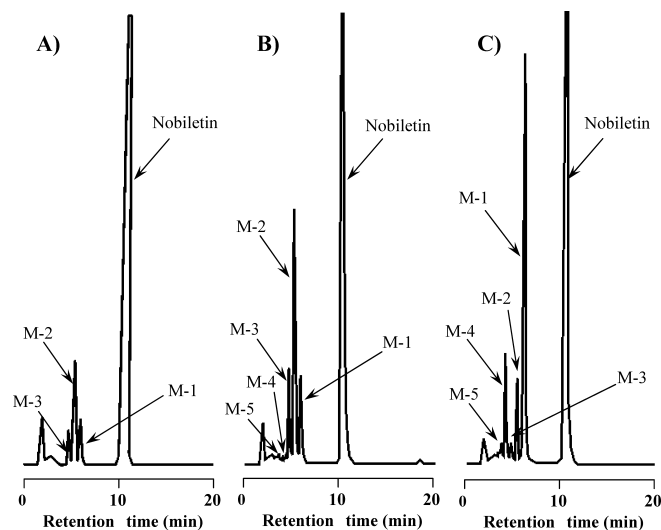 A)
Nobiletin
M-2
M-3
M-1
0
10
20
Retention time (min)
B)
Nobiletin
M-2
M-3
M-4
M-5
M-1
0
10
20
Retention time (min)
C)
Nobiletin
M-1
M-2
M-4
M-5
M-3
0
10
20
Retention time (min)